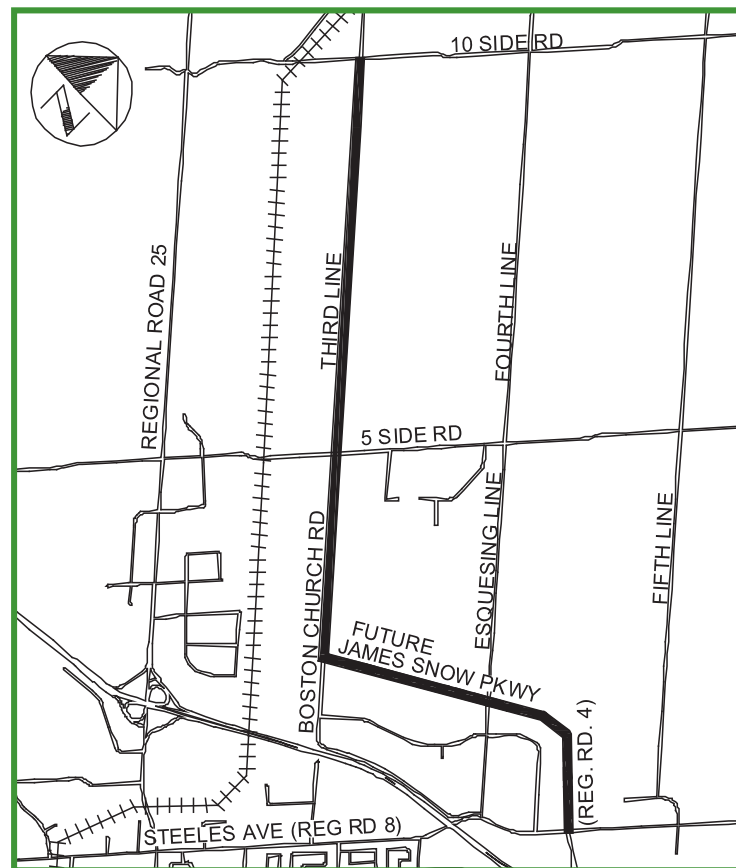 10 SIDE RD
REGIONAL ROAD 25
THIRD LINE
FOURTH LINE
5 SIDE RD
BOSTON CHURCH RD
ESQUESING LINE
FIFTH LINE
FUTURE
JAMES SNOW PKWY
(REG. RD. 4)
STEELES AVE (REG RD 8)